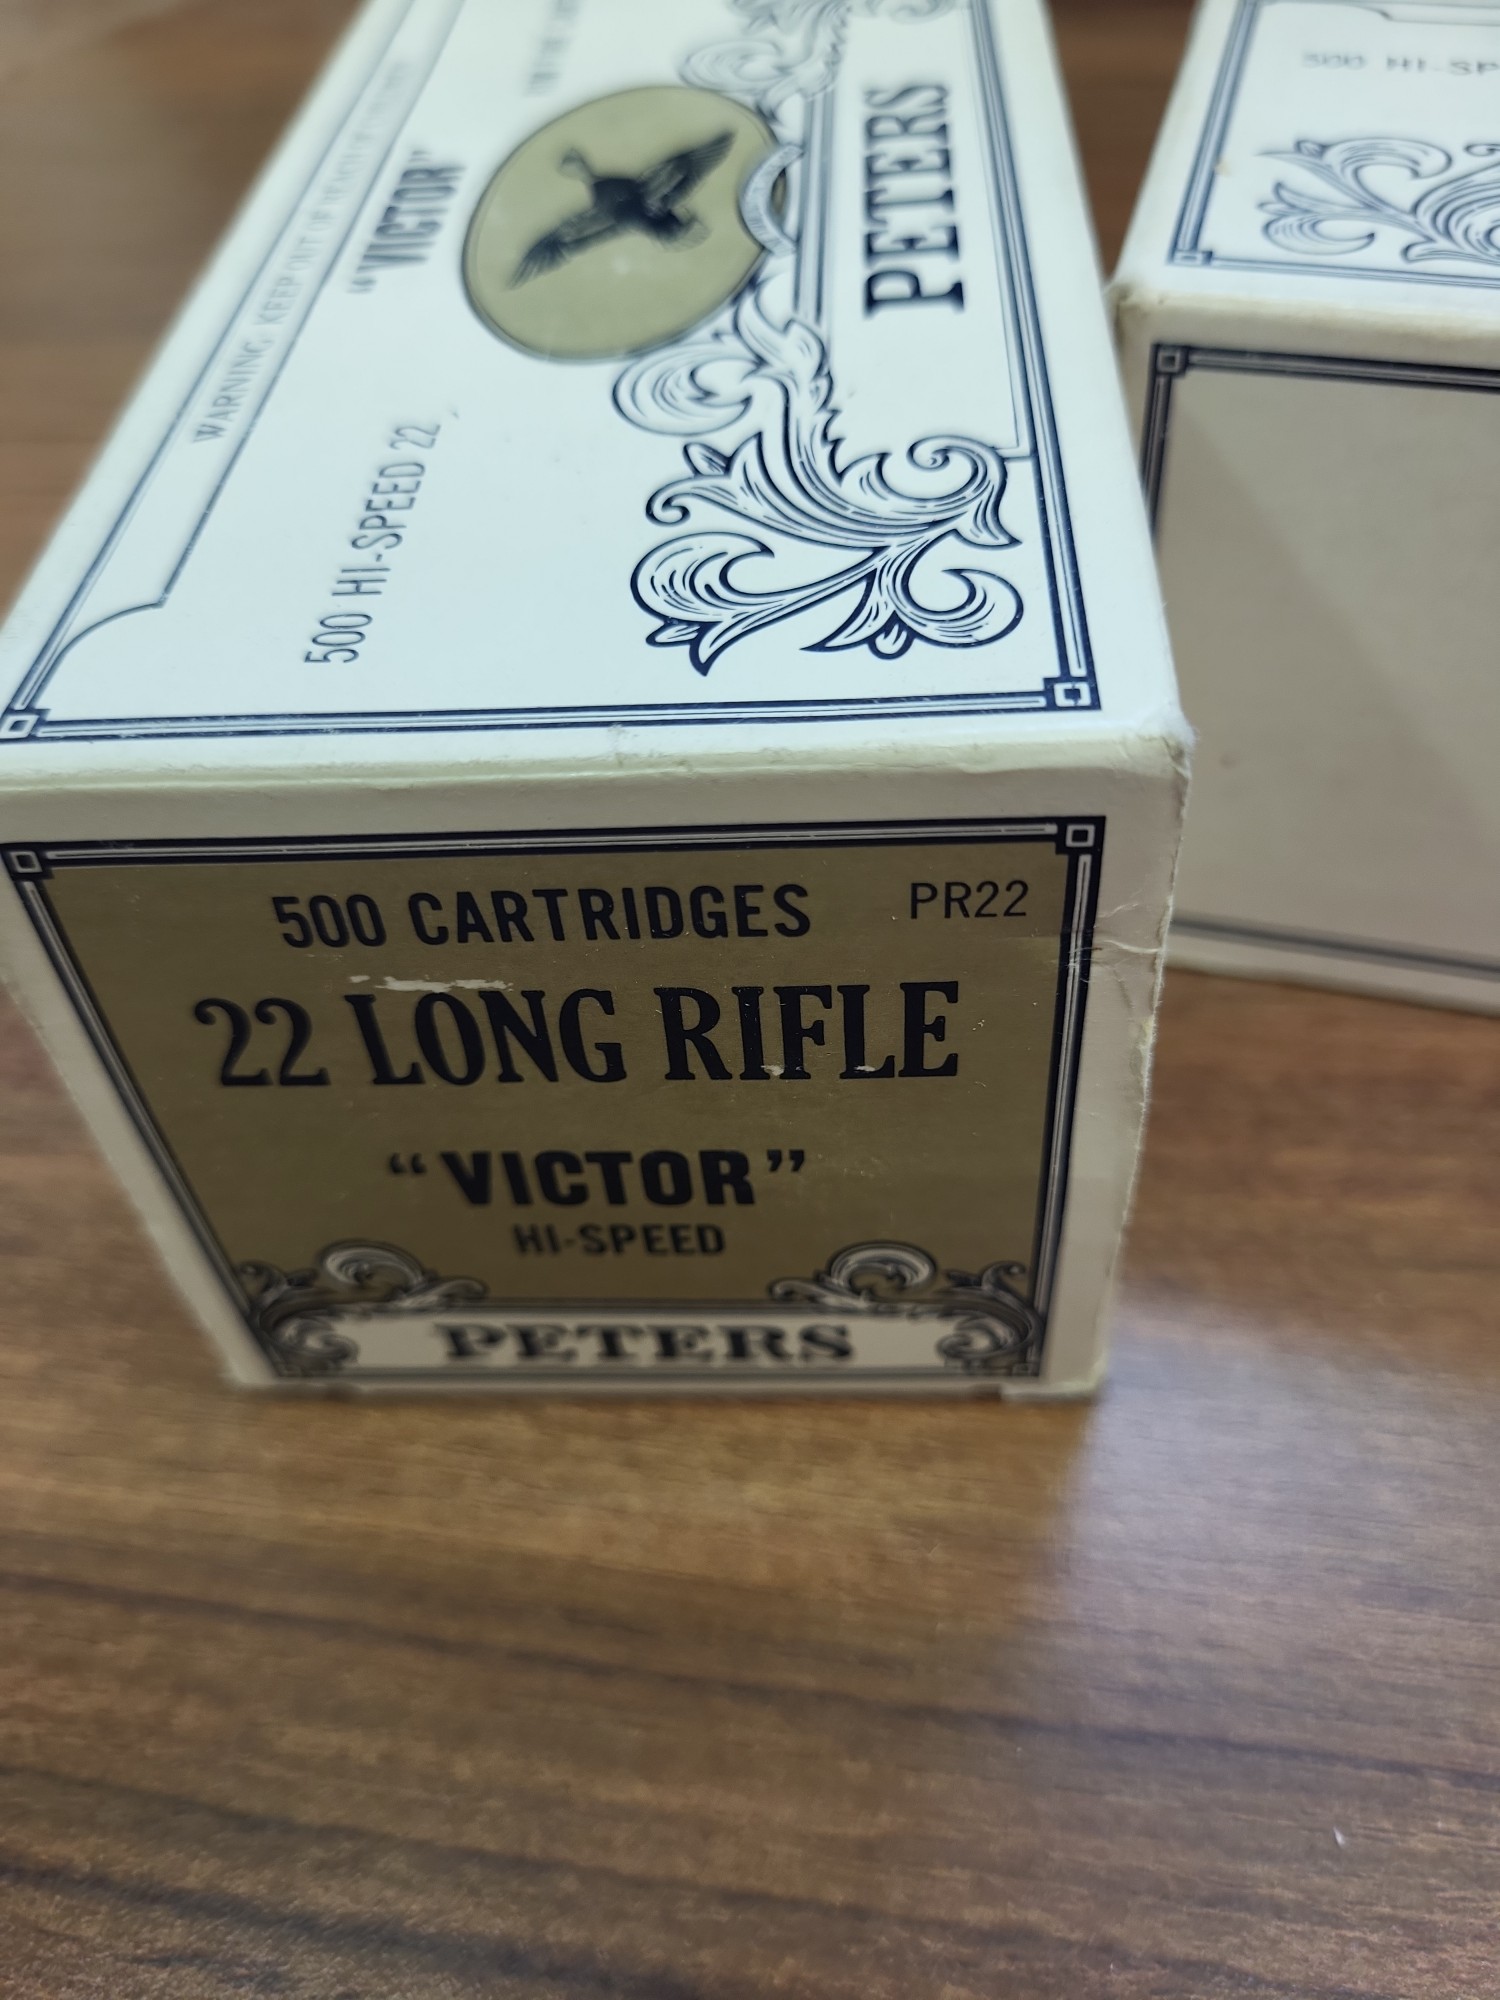 PETERS
"VICTOR"
500 HI-SPEED 22
WARNING KEEP OUT OF REACH OF CHILDREN
500 CARTRIDGES PR22
22 LONG RIFLE
"VICTOR"
HI-SPEED
PETERS
500 HI-SP